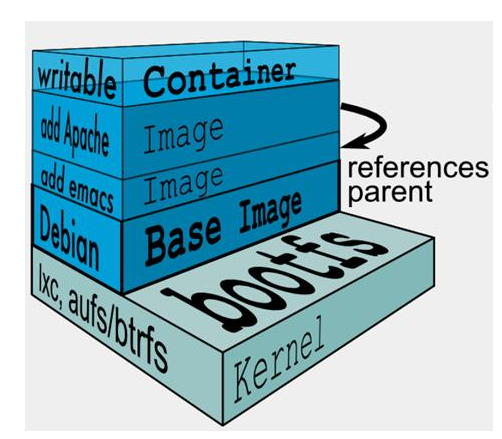 writable Container
add Apache Image
references
parent
add emacs Image
Debian Base Image
bootfs
lxc, aufs/btrfs
Kernel